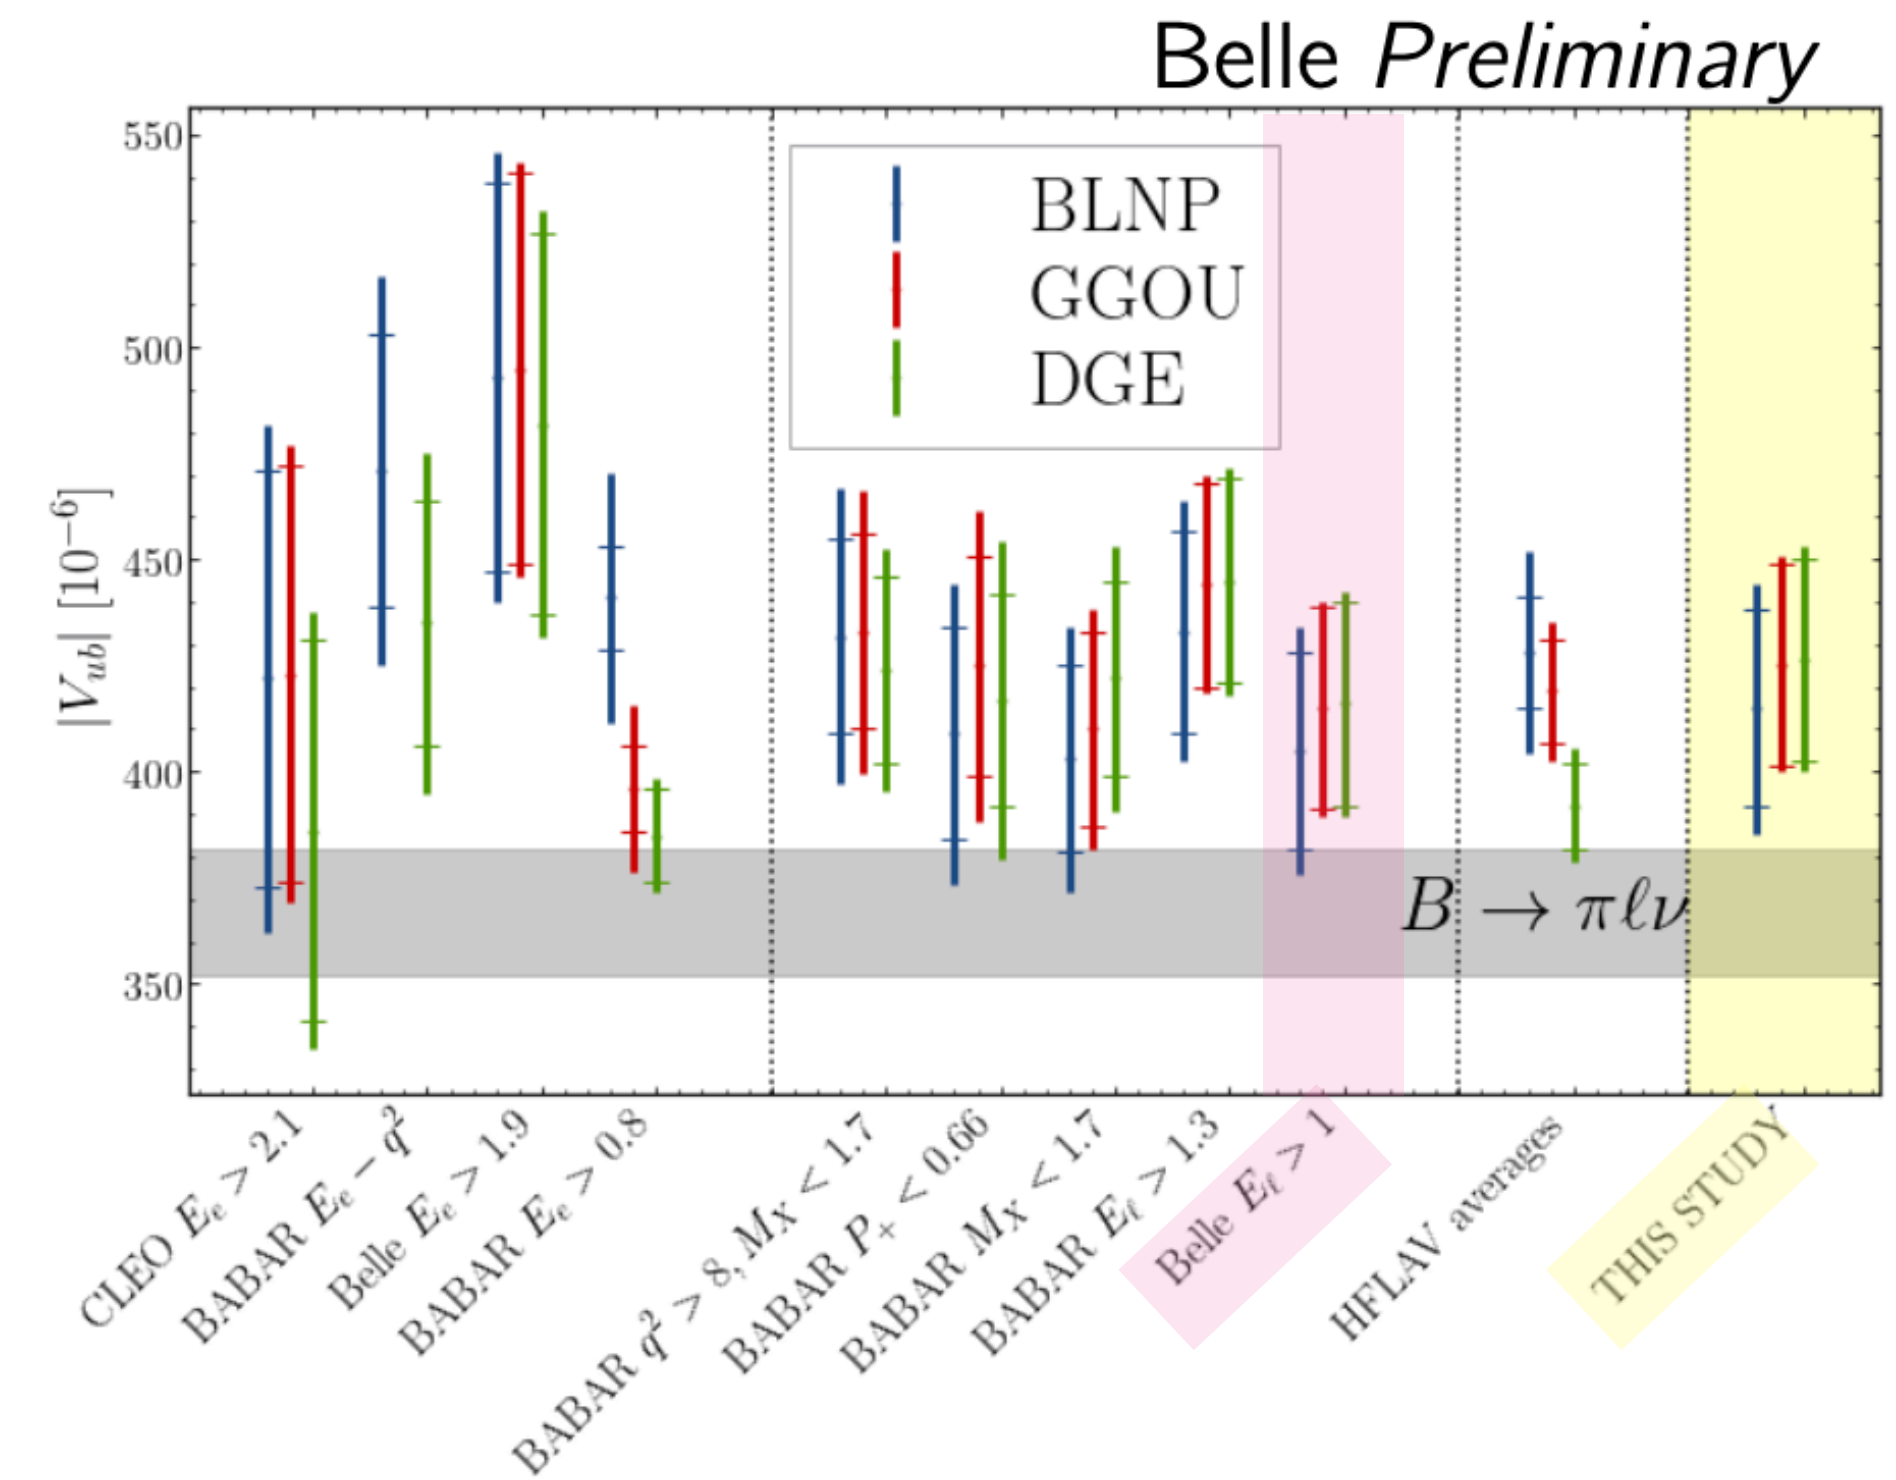 Belle Preliminary
550
500
450
400
350
|V_{ub}| [10^{−6}]
BLNP
GGOU
DGE
B → πℓν
CLEO E_e > 2.1
BABAR E_e − q^2
Belle E_e > 1.9
BABAR E_e > 0.8
BABAR q^2 > 8, M_X < 1.7
BABAR P_+ < 0.66
BABAR M_X < 1.7
BABAR E_ℓ > 1.3
Belle E_ℓ > 1
HFLAV averages
THIS STUDY